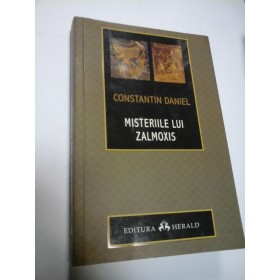 CONSTANTIN DANIEL
MISTERIILE LUI
ZALMOXIS
EDITURA HERALD